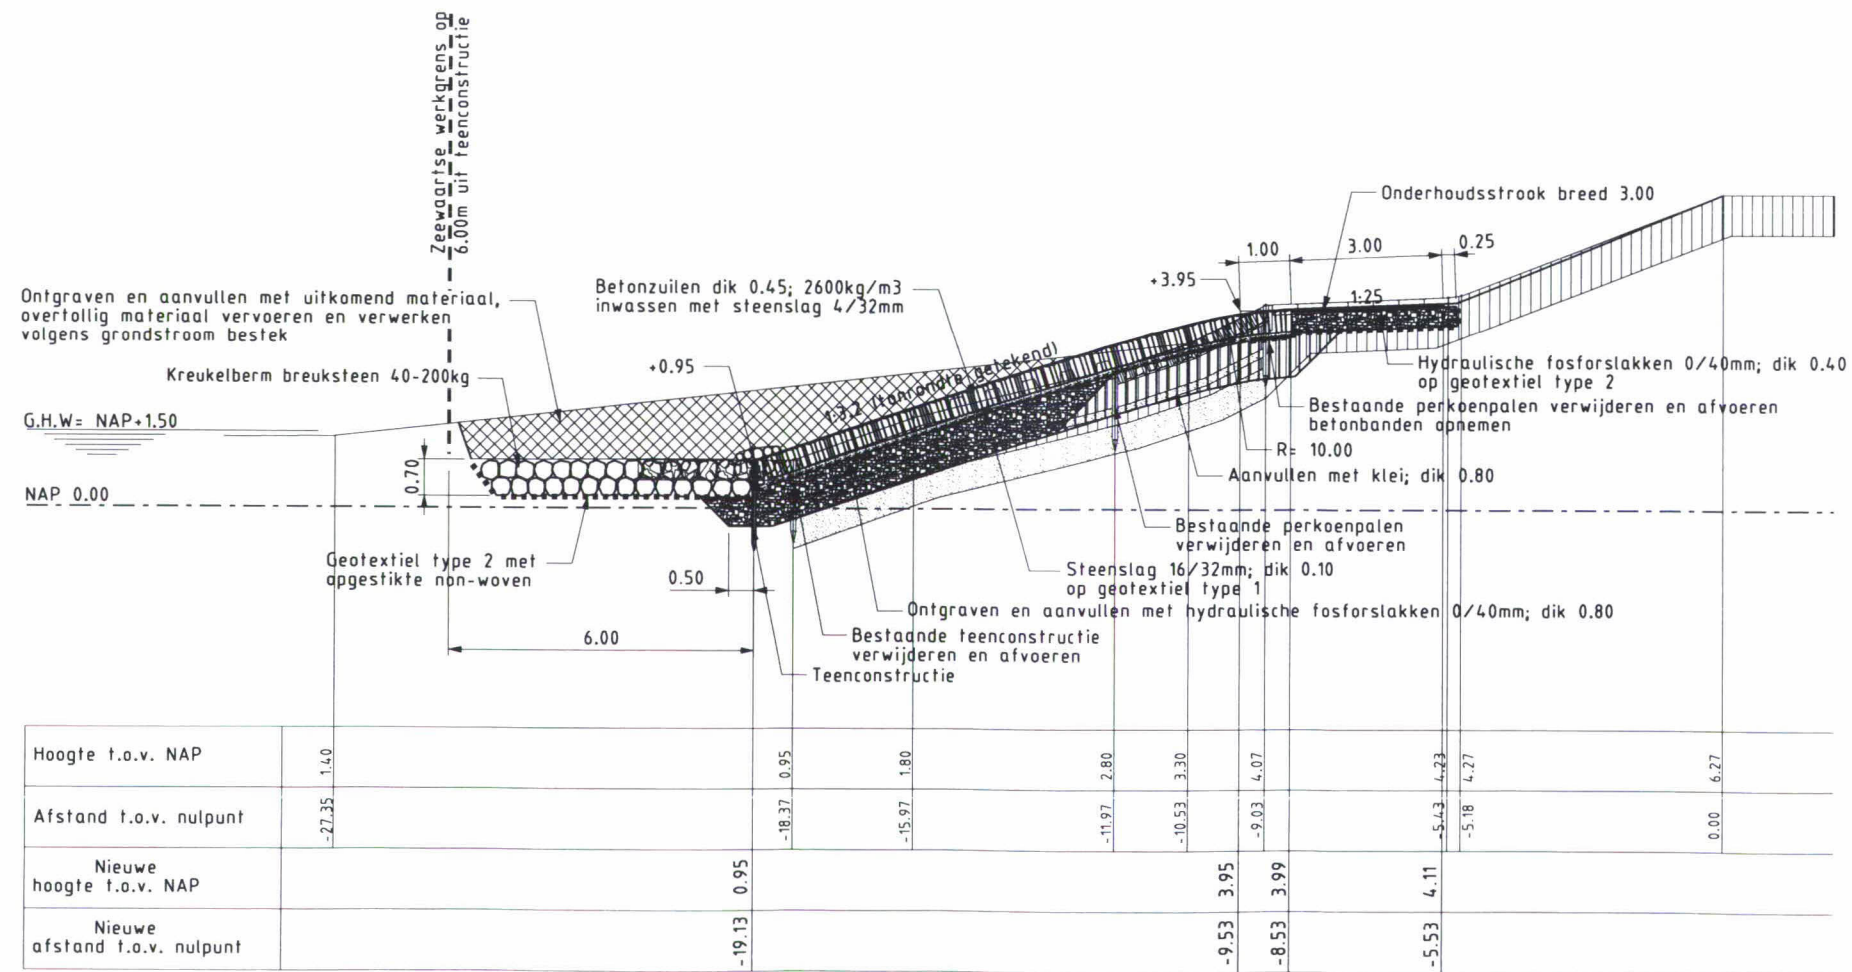 Zeewaartse werkgrens op
6.00m uit teenconstructie
Onderhoudsstrook breed 3.00
1.00
3.00
0.25
+3.95
1:25
Betonzuilen dik 0.45; 2600kg/m3
inwassen met steenslag 4/32mm
Ontgraven en aanvullen met uitkomend materiaal,
overtollig materiaal vervoeren en verwerken
volgens grondstroom bestek
+0.95
Kreukelberm breuksteen 40-200kg
1:3.2 (tonrondte getekend)
Hydraulische fosforslakken 0/40mm; dik 0.40
op geotextiel type 2
Bestaande perkoenpalen verwijderen en afvoeren
betonbanden opnemen
G.H.W= NAP+1.50
R= 10.00
0.70
Aanvullen met klei; dik 0.80
NAP 0.00
Bestaande perkoenpalen
verwijderen en afvoeren
Geotextiel type 2 met
opgestikte non-woven
0.50
Steenslag 16/32mm; dik 0.10
op geotextiel type 1
Ontgraven en aanvullen met hydraulische fosforslakken 0/40mm; dik 0.80
6.00
Bestaande teenconstructie
verwijderen en afvoeren
Teenconstructie
Hoogte t.o.v. NAP 1.40 0.95 1.80 2.80 3.30 4.07 4.23 4.27 6.27
Afstand t.o.v. nulpunt -27.35 -18.37 -15.97 -11.97 -10.53 -9.03 -5.43 -5.18 0.00
Nieuwe
hoogte t.o.v. NAP 0.95 3.95 3.99 4.11
Nieuwe
afstand t.o.v. nulpunt -19.13 -9.53 -8.53 -5.53